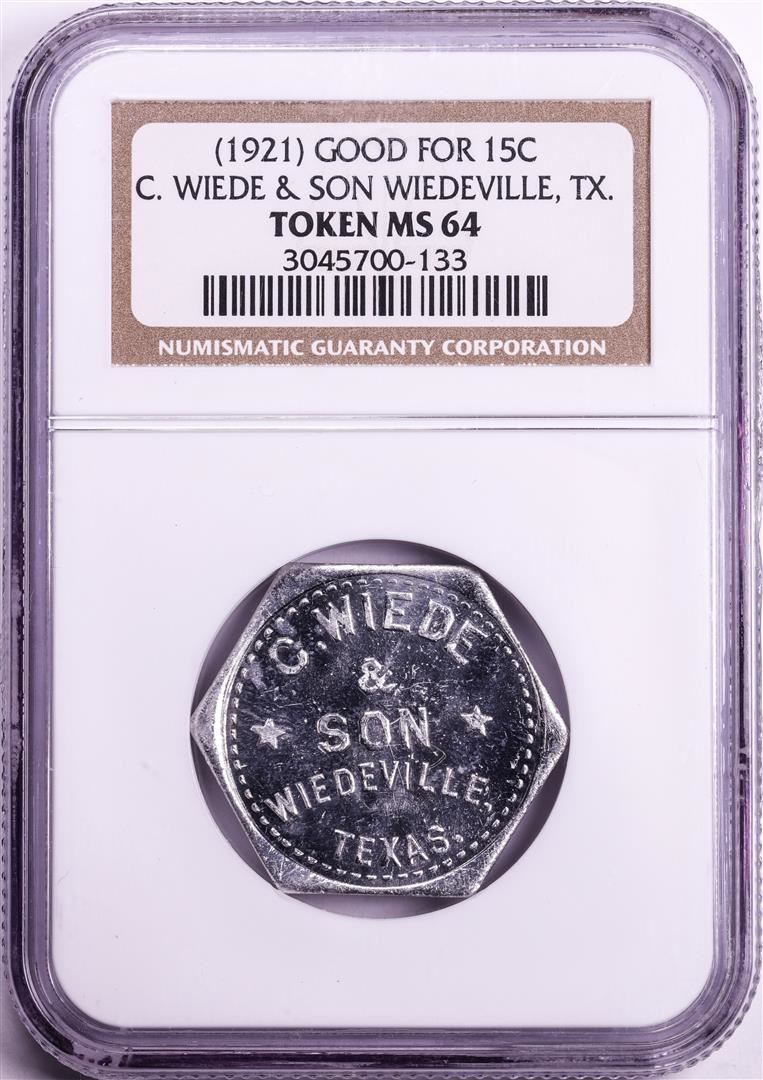 (1921) GOOD FOR 15C
C. WIEDE & SON WIEDEVILLE, TX.
TOKEN MS 64
3045700-133
NUMISMATIC GUARANTY CORPORATION
C. WIEDE
&
SON
WIEDEVILLE,
TEXAS.